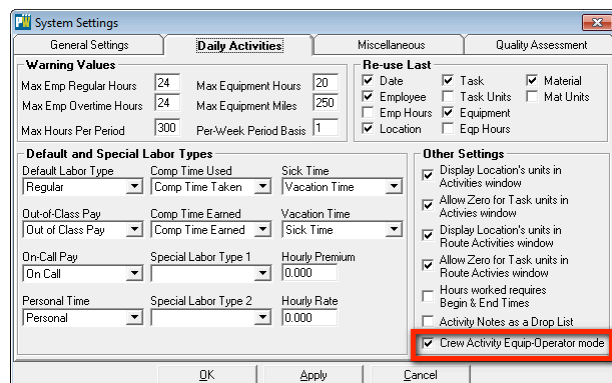 PW System Settings
General Settings Daily Activities Miscellaneous Quality Assessment
Warning Values
Max Emp Regular Hours 24 Max Equipment Hours 20
Max Emp Overtime Hours 24 Max Equipment Miles 250
Max Hours Per Period 300 Per-Week Period Basis 1
Re-use Last
Date Task Material
Employee Task Units Mat Units
Emp Hours Equipment
Location Eqp Hours
Default and Special Labor Types
Default Labor Type Comp Time Used Sick Time
Regular Comp Time Taken Vacation Time
Out-of-Class Pay Comp Time Earned Vacation Time
Out of Class Pay Comp Time Earned Sick Time
On-Call Pay Special Labor Type 1 Hourly Premium
On Call 0.000
Personal Time Special Labor Type 2 Hourly Rate
Personal 0.000
Other Settings
Display Location's units in
Activities window
Allow Zero for Task units in
Activies window
Display Location's units in
Route Activities window
Allow Zero for Task units in
Route Activies window
Hours worked requires
Begin & End Times
Activity Notes as a Drop List
Crew Activity Equip-Operator mode
OK Apply Cancel